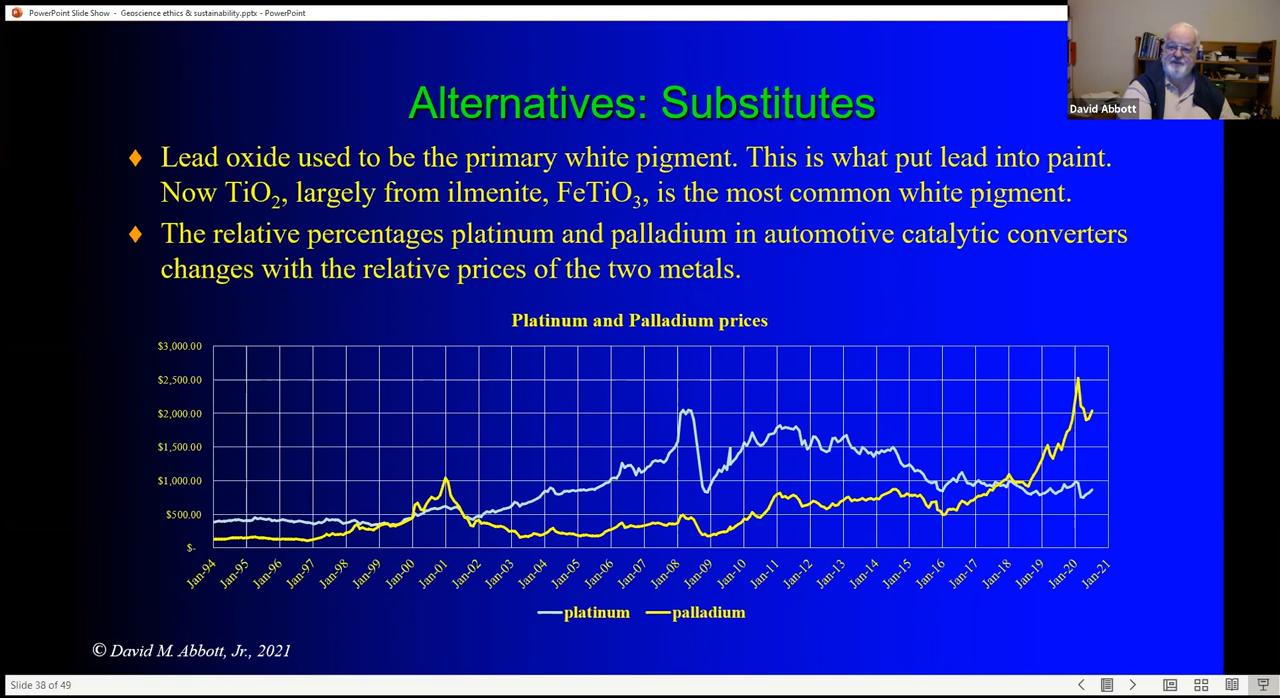 PowerPoint Slide Show - Geoscience ethics & sustainability.pptx - PowerPoint
David Abbott
Alternatives: Substitutes
Lead oxide used to be the primary white pigment. This is what put lead into paint.
Now TiO₂, largely from ilmenite, FeTiO₃, is the most common white pigment.
The relative percentages platinum and palladium in automotive catalytic converters
changes with the relative prices of the two metals.
Platinum and Palladium prices
$3,000.00
$2,500.00
$2,000.00
$1,500.00
$1,000.00
$500.00
$-
Jan-94 Jan-95 Jan-96 Jan-97 Jan-98 Jan-99 Jan-00 Jan-01 Jan-02 Jan-03 Jan-04 Jan-05 Jan-06 Jan-07 Jan-08 Jan-09 Jan-10 Jan-11 Jan-12 Jan-13 Jan-14 Jan-15 Jan-16 Jan-17 Jan-18 Jan-19 Jan-20 Jan-21
platinum palladium
© David M. Abbott, Jr., 2021
Slide 38 of 49